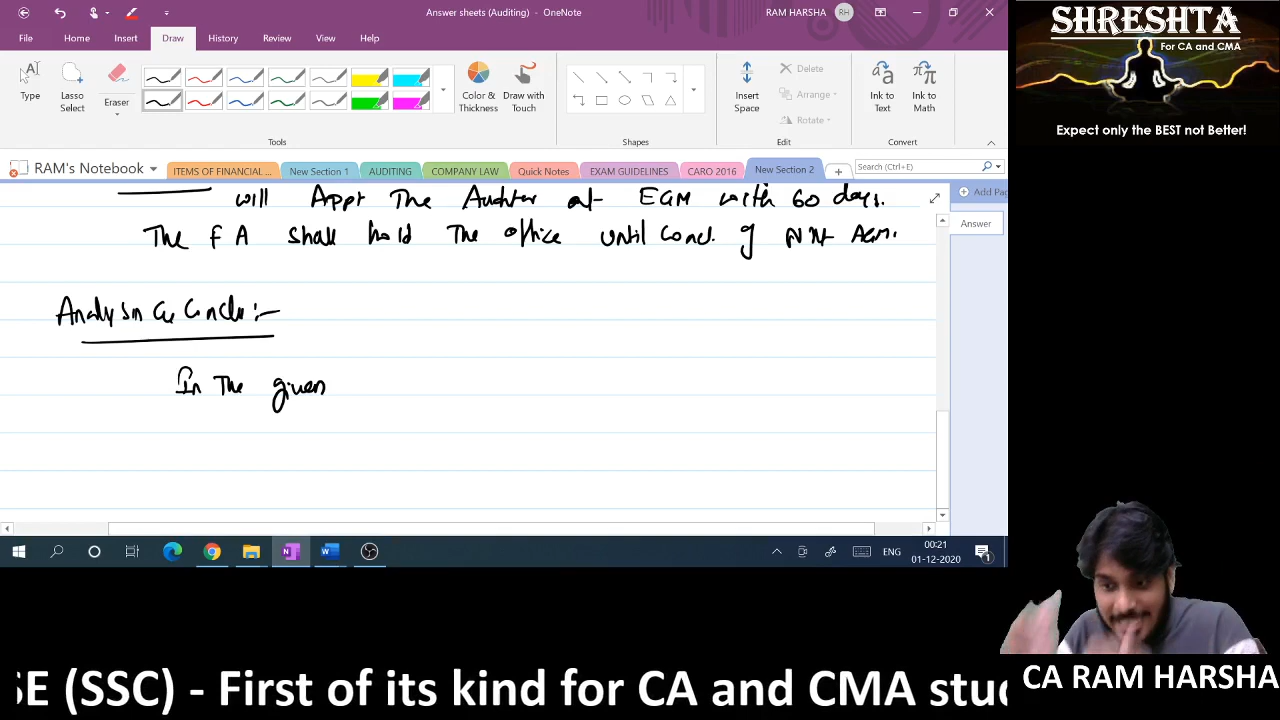 Answer sheets (Auditing) - OneNote
RAM HARSHA RH
File Home Insert Draw History Review View Help
Type Lasso Select Eraser Color & Thickness Draw with Touch Insert Space Delete Arrange Rotate Ink to Text Ink to Math
Tools Shapes Edit Convert
RAM's Notebook ITEMS OF FINANCIAL... New Section 1 AUDITING COMPANY LAW Quick Notes EXAM GUIDELINES CARO 2016 New Section 2 Search (Ctrl+E)
Add Pag
Answer
will Appt The Auditor at EGM with 60 days.
The FA shall hold The office until Concl. of Nxt AGM.
Analysis & Conclu :-
In The given
ENG 00:21
01-12-2020
1
SHRESHTA
For CA and CMA
Expect only the BEST not Better!
SE (SSC) - First of its kind for CA and CMA stud
CA RAM HARSHA